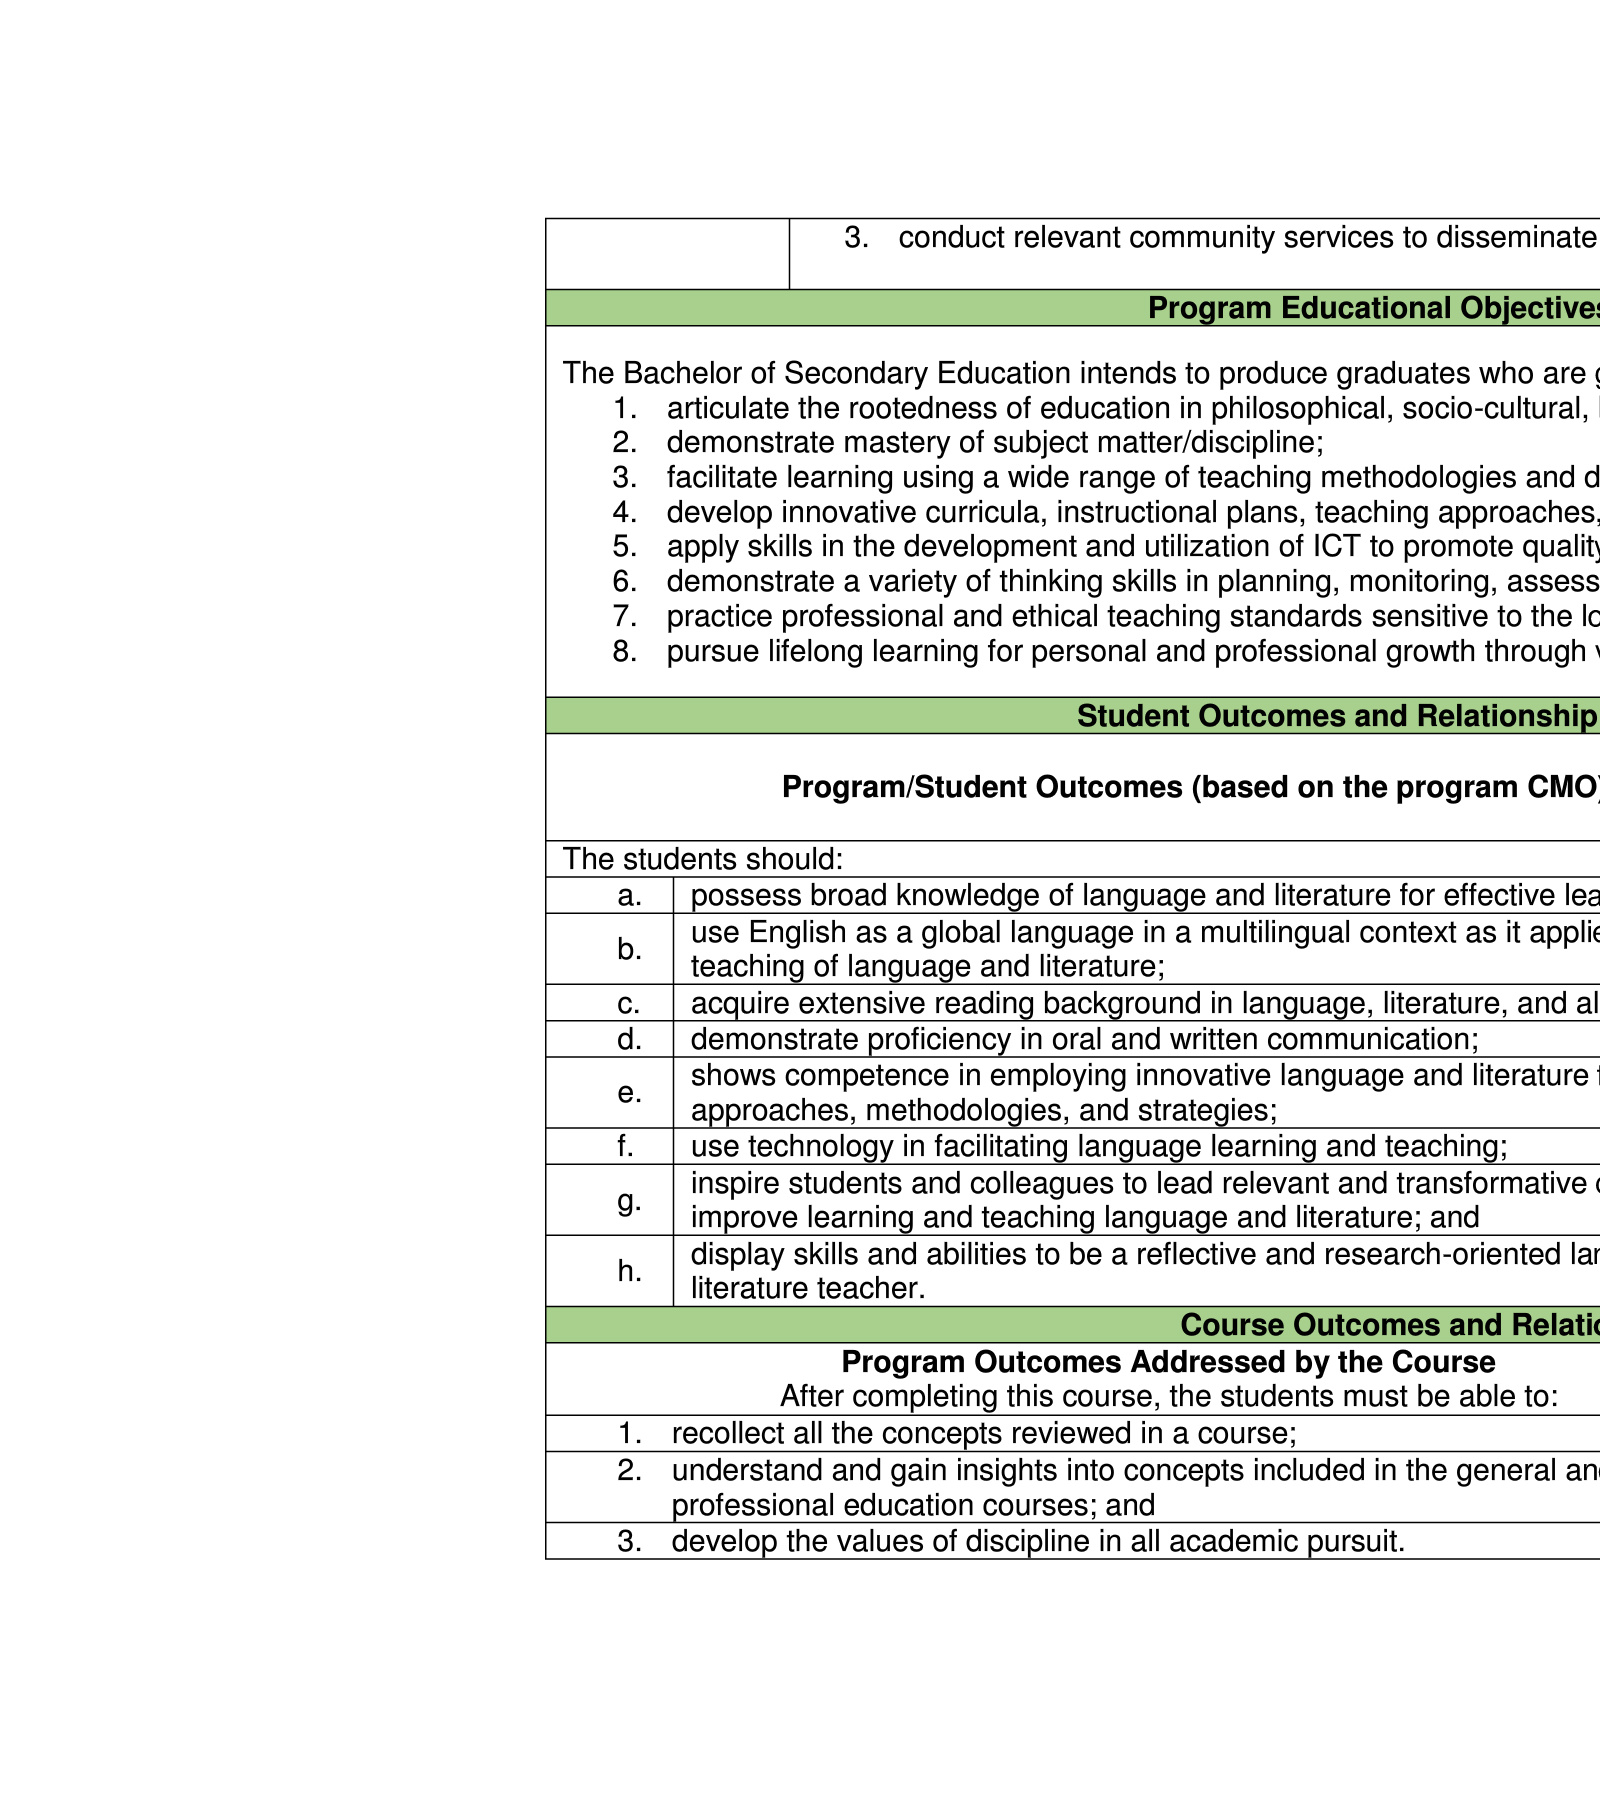 3. conduct relevant community services to disseminate
Program Educational Objectives
The Bachelor of Secondary Education intends to produce graduates who are
1. articulate the rootedness of education in philosophical, socio-cultural,
2. demonstrate mastery of subject matter/discipline;
3. facilitate learning using a wide range of teaching methodologies and
4. develop innovative curricula, instructional plans, teaching approaches,
5. apply skills in the development and utilization of ICT to promote quality
6. demonstrate a variety of thinking skills in planning, monitoring,
7. practice professional and ethical teaching standards sensitive to the
8. pursue lifelong learning for personal and professional growth through
Student Outcomes and Relationship
Program/Student Outcomes (based on the program CMO)
The students should:
a. possess broad knowledge of language and literature for effective
b. use English as a global language in a multilingual context as it
teaching of language and literature;
c. acquire extensive reading background in language, literature, and
d. demonstrate proficiency in oral and written communication;
e. shows competence in employing innovative language and literature
approaches, methodologies, and strategies;
f. use technology in facilitating language learning and teaching;
g. inspire students and colleagues to lead relevant and transformative
improve learning and teaching language and literature; and
h. display skills and abilities to be a reflective and research-oriented
literature teacher.
Course Outcomes and
Program Outcomes Addressed by the Course
After completing this course, the students must be able to:
1. recollect all the concepts reviewed in a course;
2. understand and gain insights into concepts included in the general and
professional education courses; and
3. develop the values of discipline in all academic pursuit.